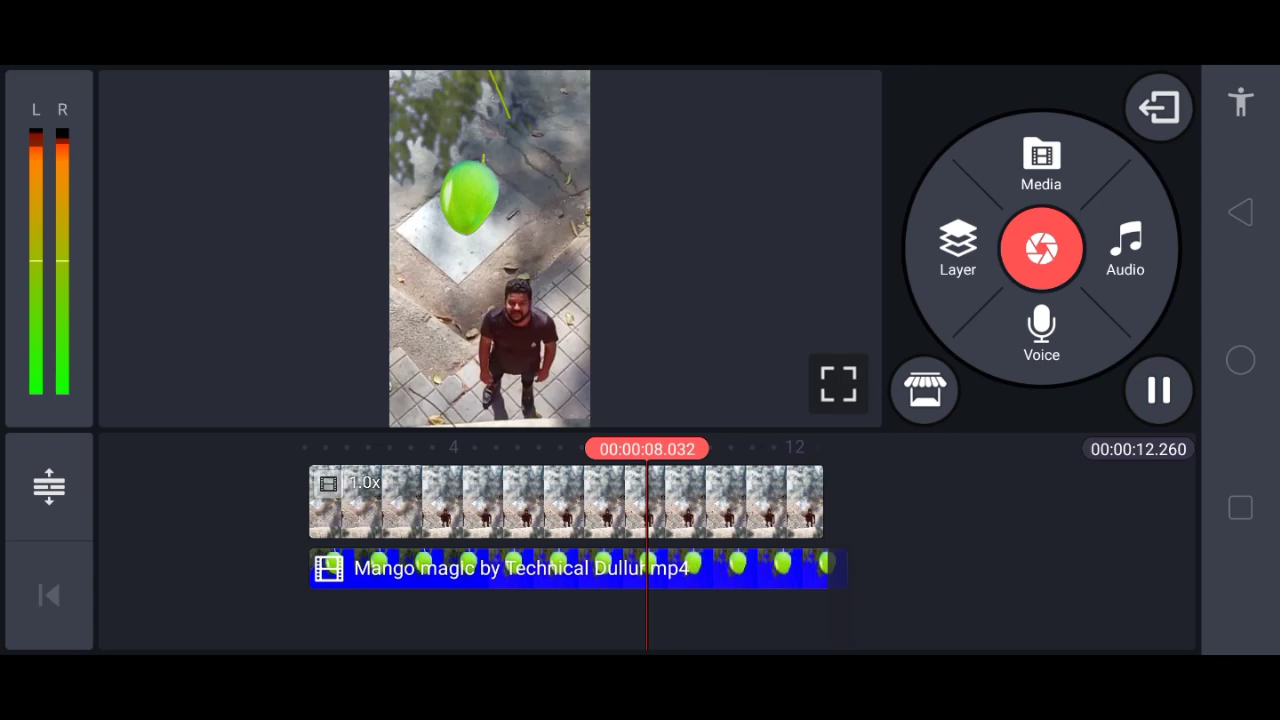 L R
Media
Layer
Audio
Voice
4
00:00:08.032
12
00:00:12.260
1.0x
Mango magic by Technical Dullur.mp4